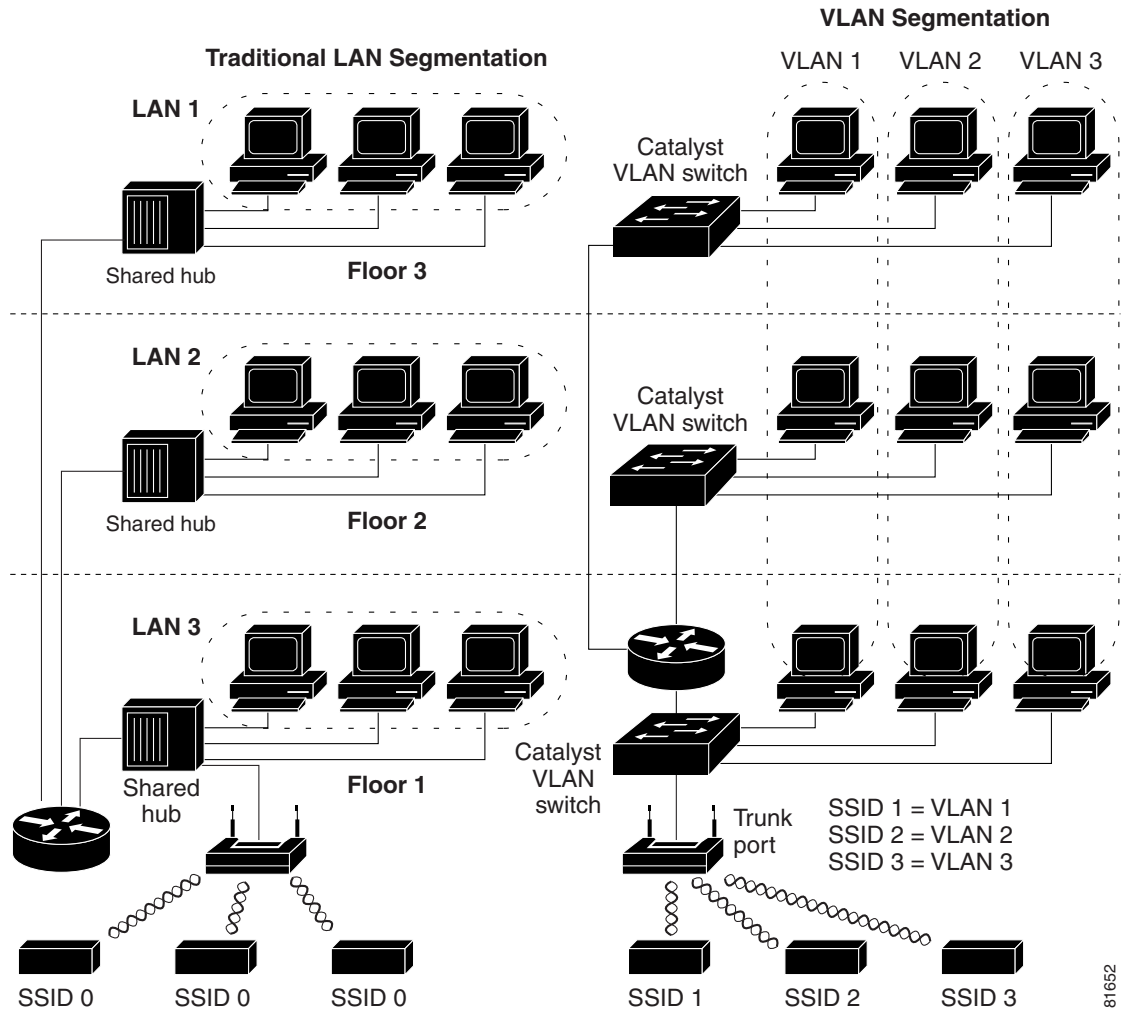 VLAN Segmentation
Traditional LAN Segmentation
VLAN 1
VLAN 2
VLAN 3
LAN 1
Catalyst
VLAN switch
Shared hub
Floor 3
LAN 2
Catalyst
VLAN switch
Shared hub
Floor 2
LAN 3
Shared
hub
Floor 1
Catalyst
VLAN
switch
Trunk
port
SSID 1 = VLAN 1
SSID 2 = VLAN 2
SSID 3 = VLAN 3
SSID 0
SSID 0
SSID 0
SSID 1
SSID 2
SSID 3
81652